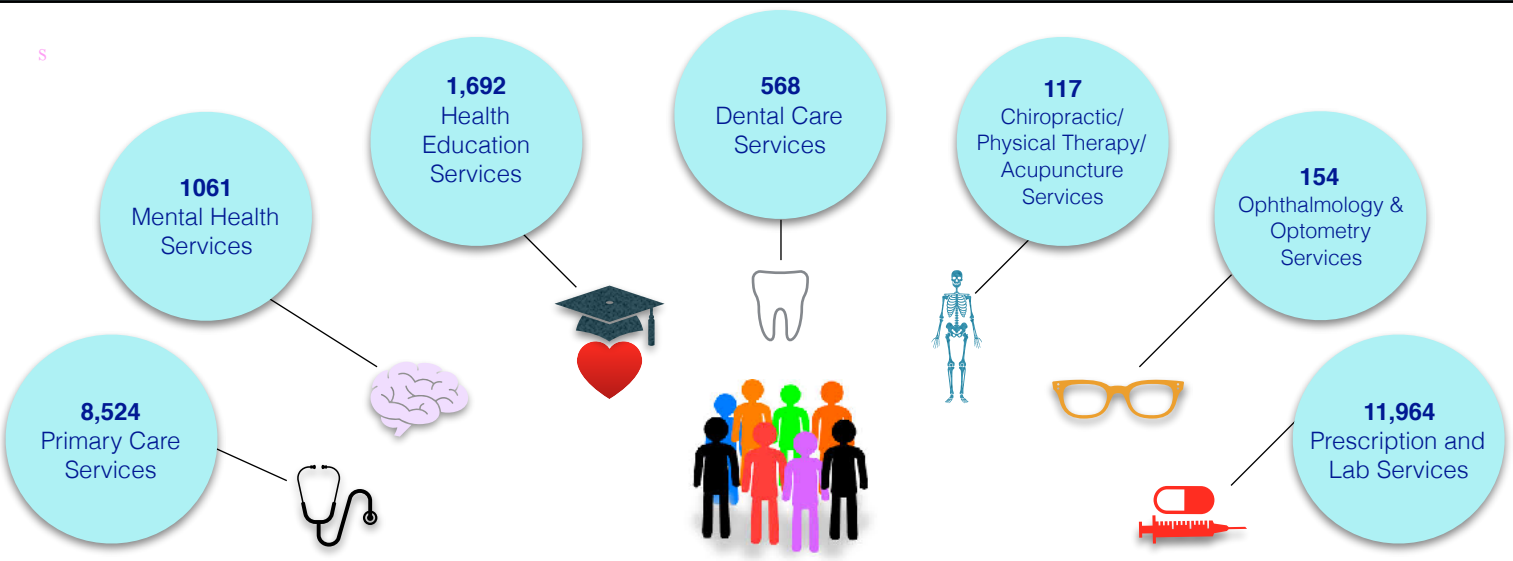 s
8,524
Primary Care
Services
1061
Mental Health
Services
1,692
Health
Education
Services
568
Dental Care
Services
117
Chiropractic/
Physical Therapy/
Acupuncture
Services
154
Ophthalmology &
Optometry
Services
11,964
Prescription and
Lab Services